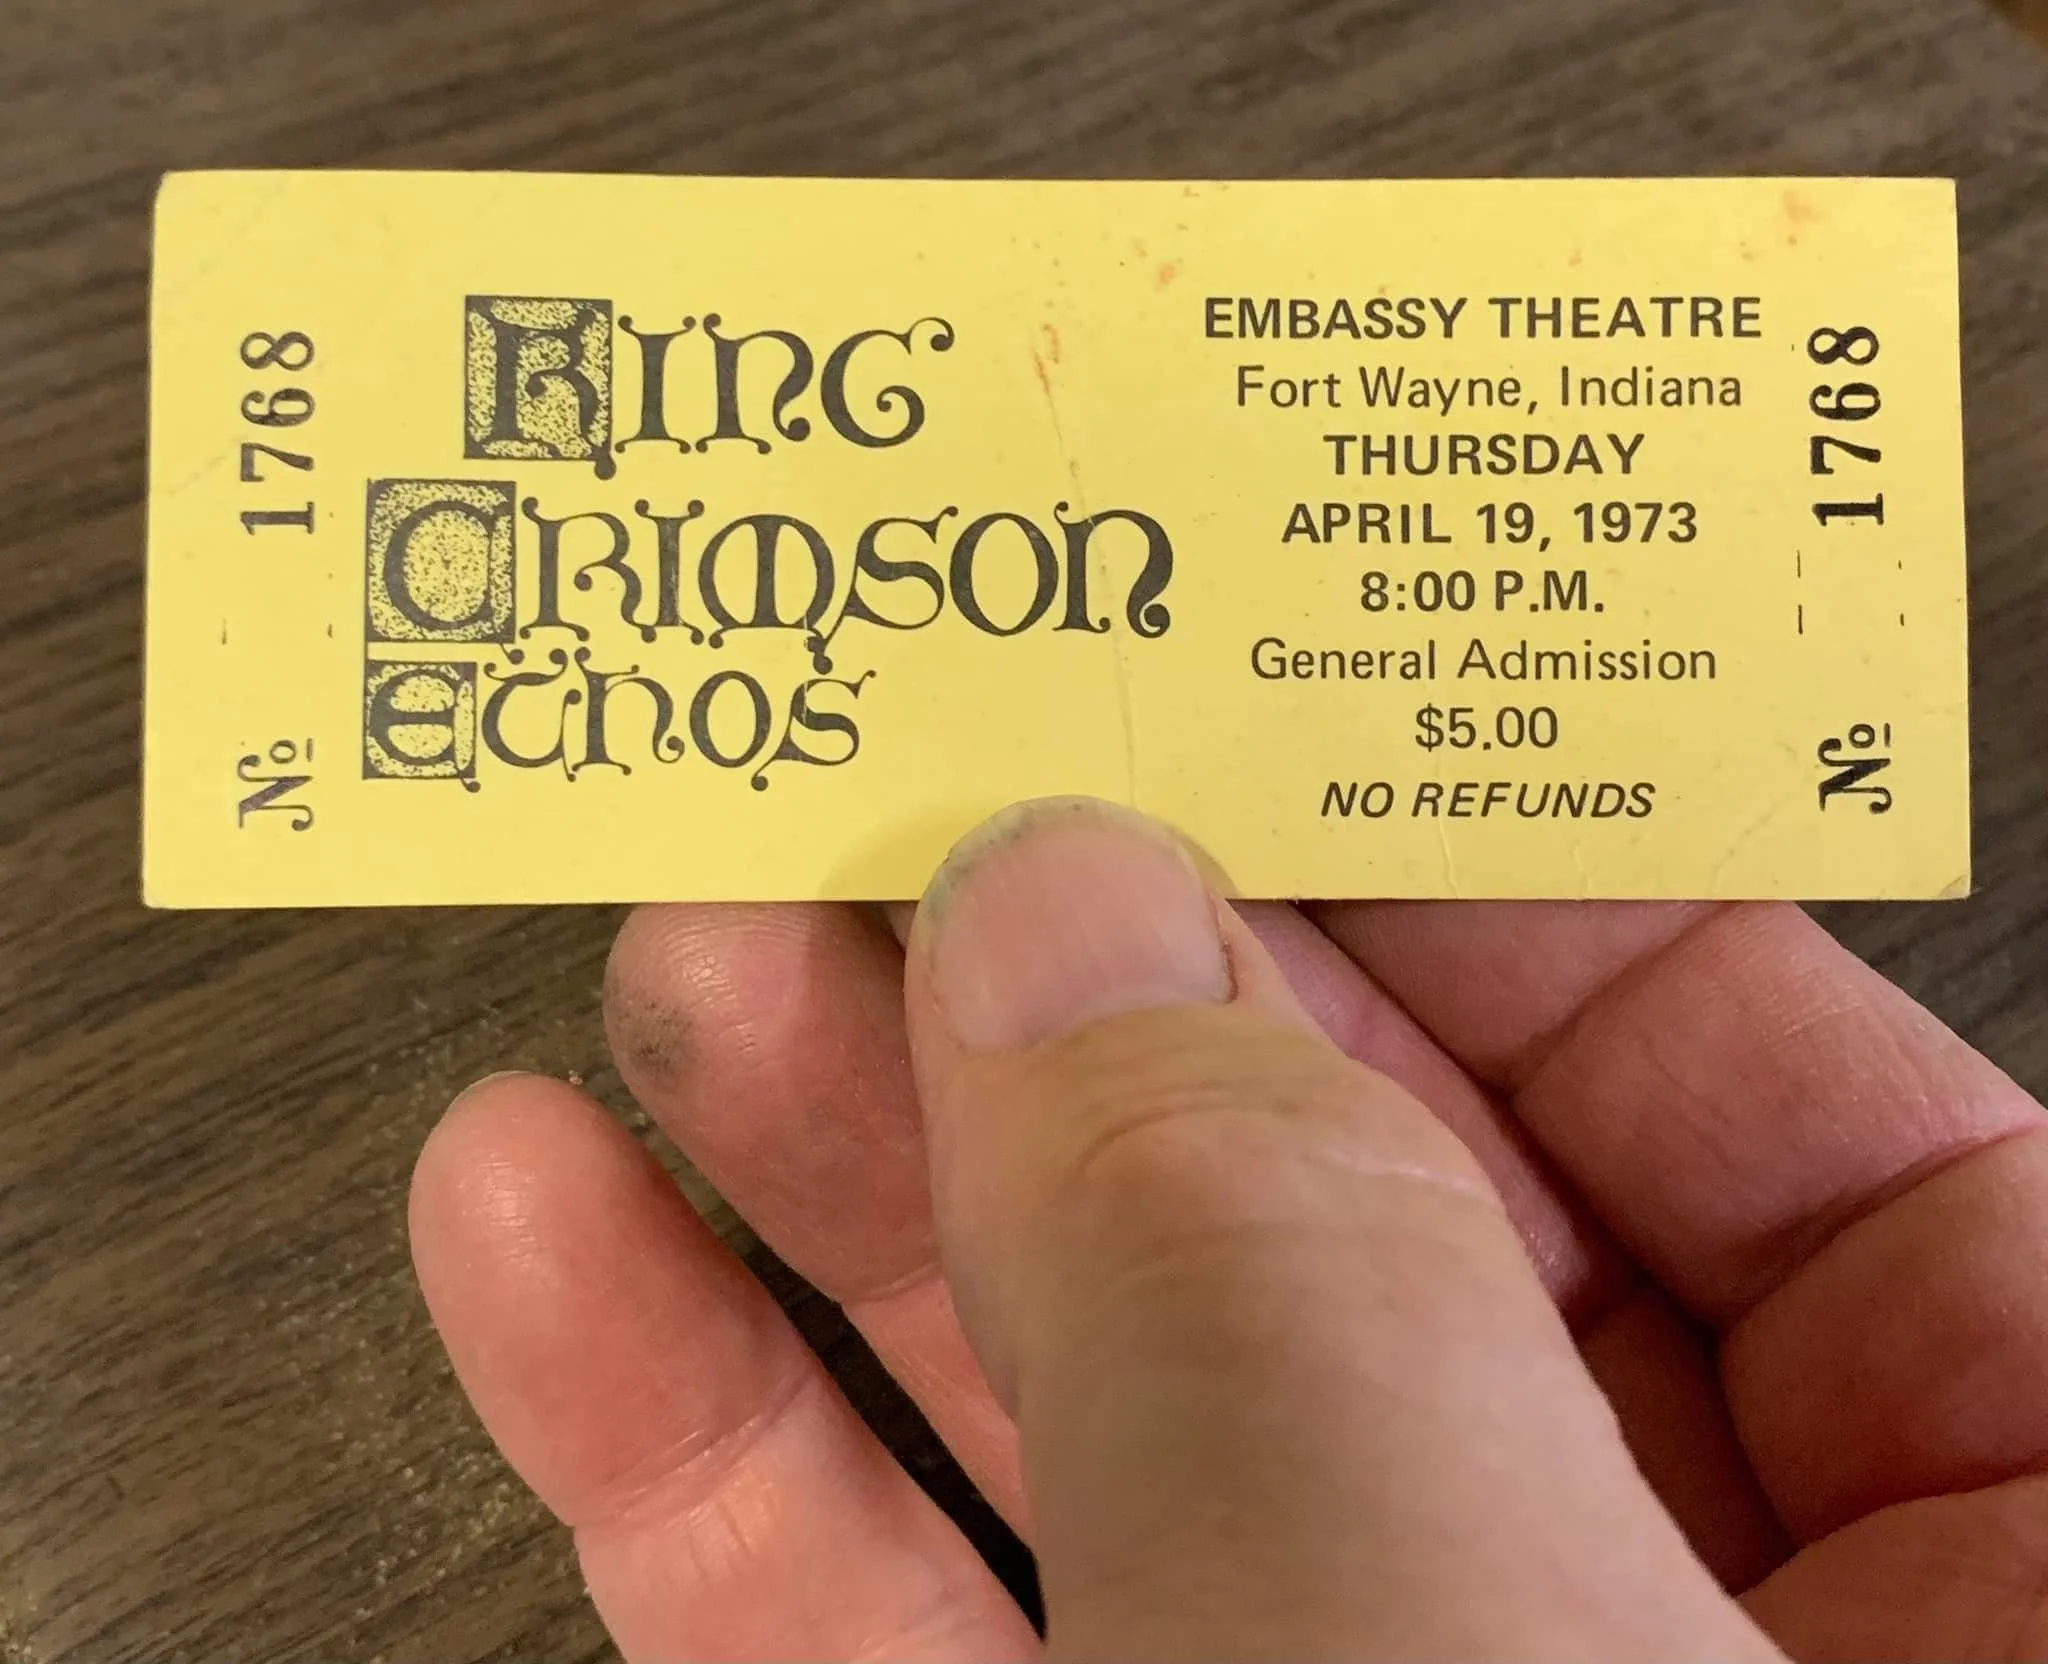 № 1768
KING
CRIMSON
ETHOS
EMBASSY THEATRE
Fort Wayne, Indiana
THURSDAY
APRIL 19, 1973
8:00 P.M.
General Admission
$5.00
NO REFUNDS
№ 1768